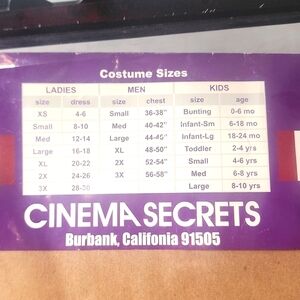 Costume Sizes
LADIES MEN KIDS
size dress size chest size age
XS 4-6 Small 36-38" Bunting 0-6 mo
Small 8-10 Med 40-42" Infant-Sm 6-18 mo
Med 12-14 Large 44-45" Infant-Lg 18-24 mo
Large 16-18 XL 48-50" Toddler 2-4 yrs
XL 20-22 2X 52-54" Small 4-6 yrs
2X 24-26 3X 56-58" Med 6-8 yrs
3X 28-30 Large 8-10 yrs
CINEMA SECRETS
Burbank, Califonia 91505